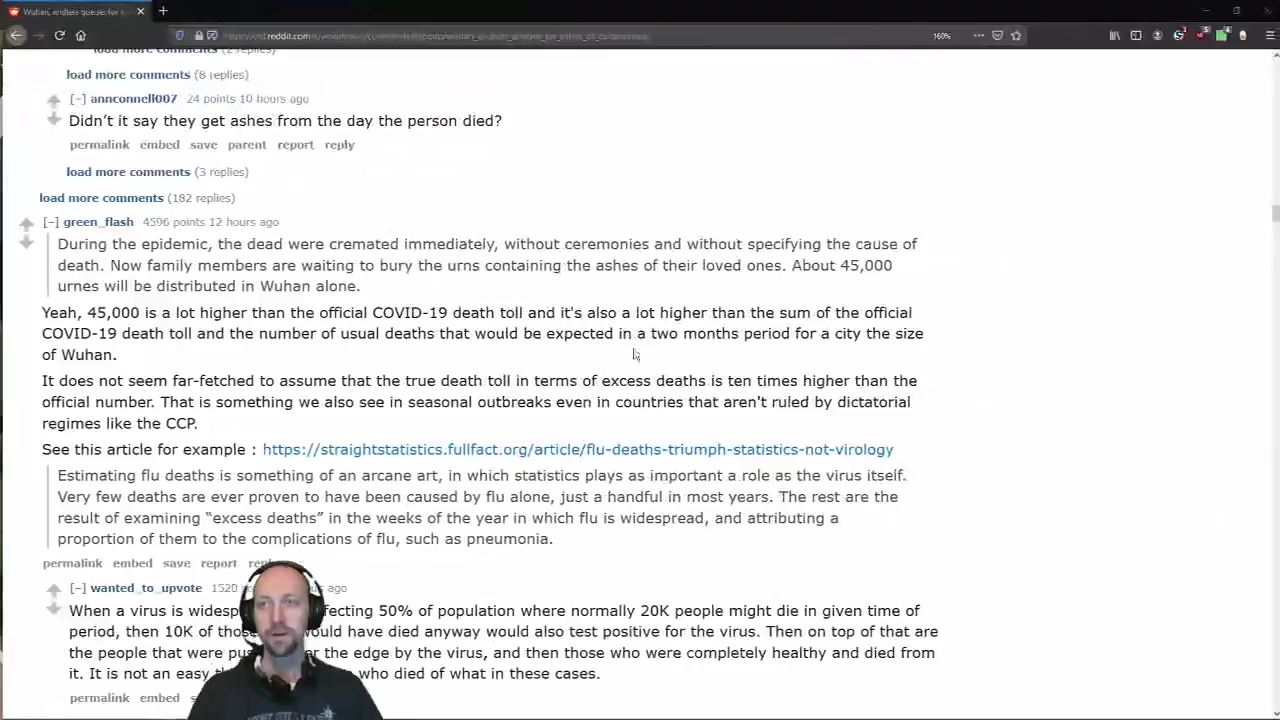 Wuhan, endless queues for
160%
load more comments (2 replies)
load more comments (8 replies)
[-] annconnell007 24 points 10 hours ago
Didn't it say they get ashes from the day the person died?
permalink embed save parent report reply
load more comments (3 replies)
load more comments (182 replies)
[-] green_flash 4596 points 12 hours ago
During the epidemic, the dead were cremated immediately, without ceremonies and without specifying the cause of
death. Now family members are waiting to bury the urns containing the ashes of their loved ones. About 45,000
urnes will be distributed in Wuhan alone.
Yeah, 45,000 is a lot higher than the official COVID-19 death toll and it's also a lot higher than the sum of the official
COVID-19 death toll and the number of usual deaths that would be expected in a two months period for a city the size
of Wuhan.
It does not seem far-fetched to assume that the true death toll in terms of excess deaths is ten times higher than the
official number. That is something we also see in seasonal outbreaks even in countries that aren't ruled by dictatorial
regimes like the CCP.
See this article for example : https://straightstatistics.fullfact.org/article/flu-deaths-triumph-statistics-not-virology
Estimating flu deaths is something of an arcane art, in which statistics plays as important a role as the virus itself.
Very few deaths are ever proven to have been caused by flu alone, just a handful in most years. The rest are the
result of examining “excess deaths” in the weeks of the year in which flu is widespread, and attributing a
proportion of them to the complications of flu, such as pneumonia.
permalink embed save report
[-] wanted_to_upvote 1520 ago
When a virus is fecting 50% of population where normally 20K people might die in given time of
period, then 10K of ould have died anyway would also test positive for the virus. Then on top of that are
the people that were the edge by the virus, and then those who were completely healthy and died from
it. It is not an easy who died of what in these cases.
permalink embed